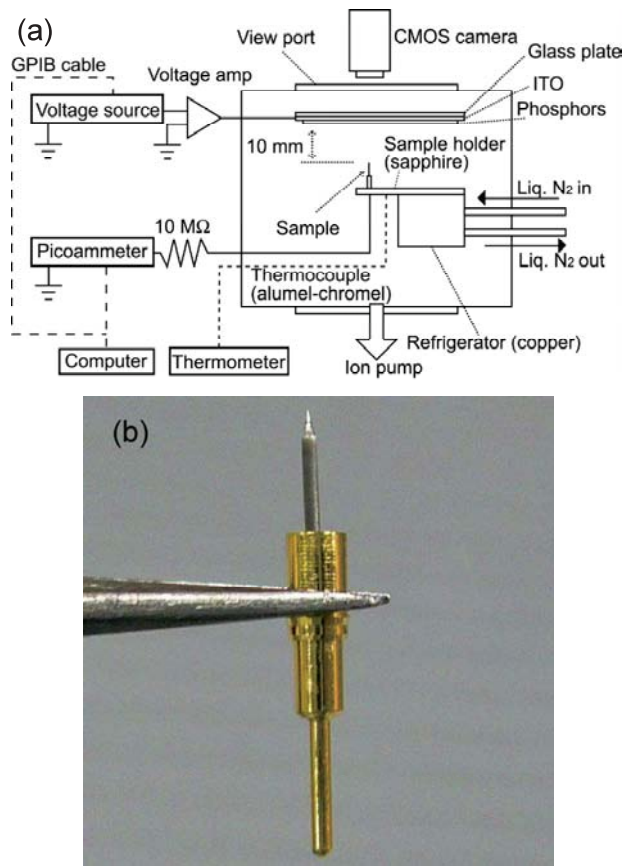 (a)
View port
CMOS camera
GPIB cable
Voltage amp
Glass plate
ITO
Phosphors
Voltage source
10 mm
Sample holder
(sapphire)
Liq. N2 in
10 MΩ
Sample
Picoammeter
Liq. N2 out
Thermocouple
(alumel-chromel)
Computer
Thermometer
Refrigerator (copper)
Ion pump
(b)